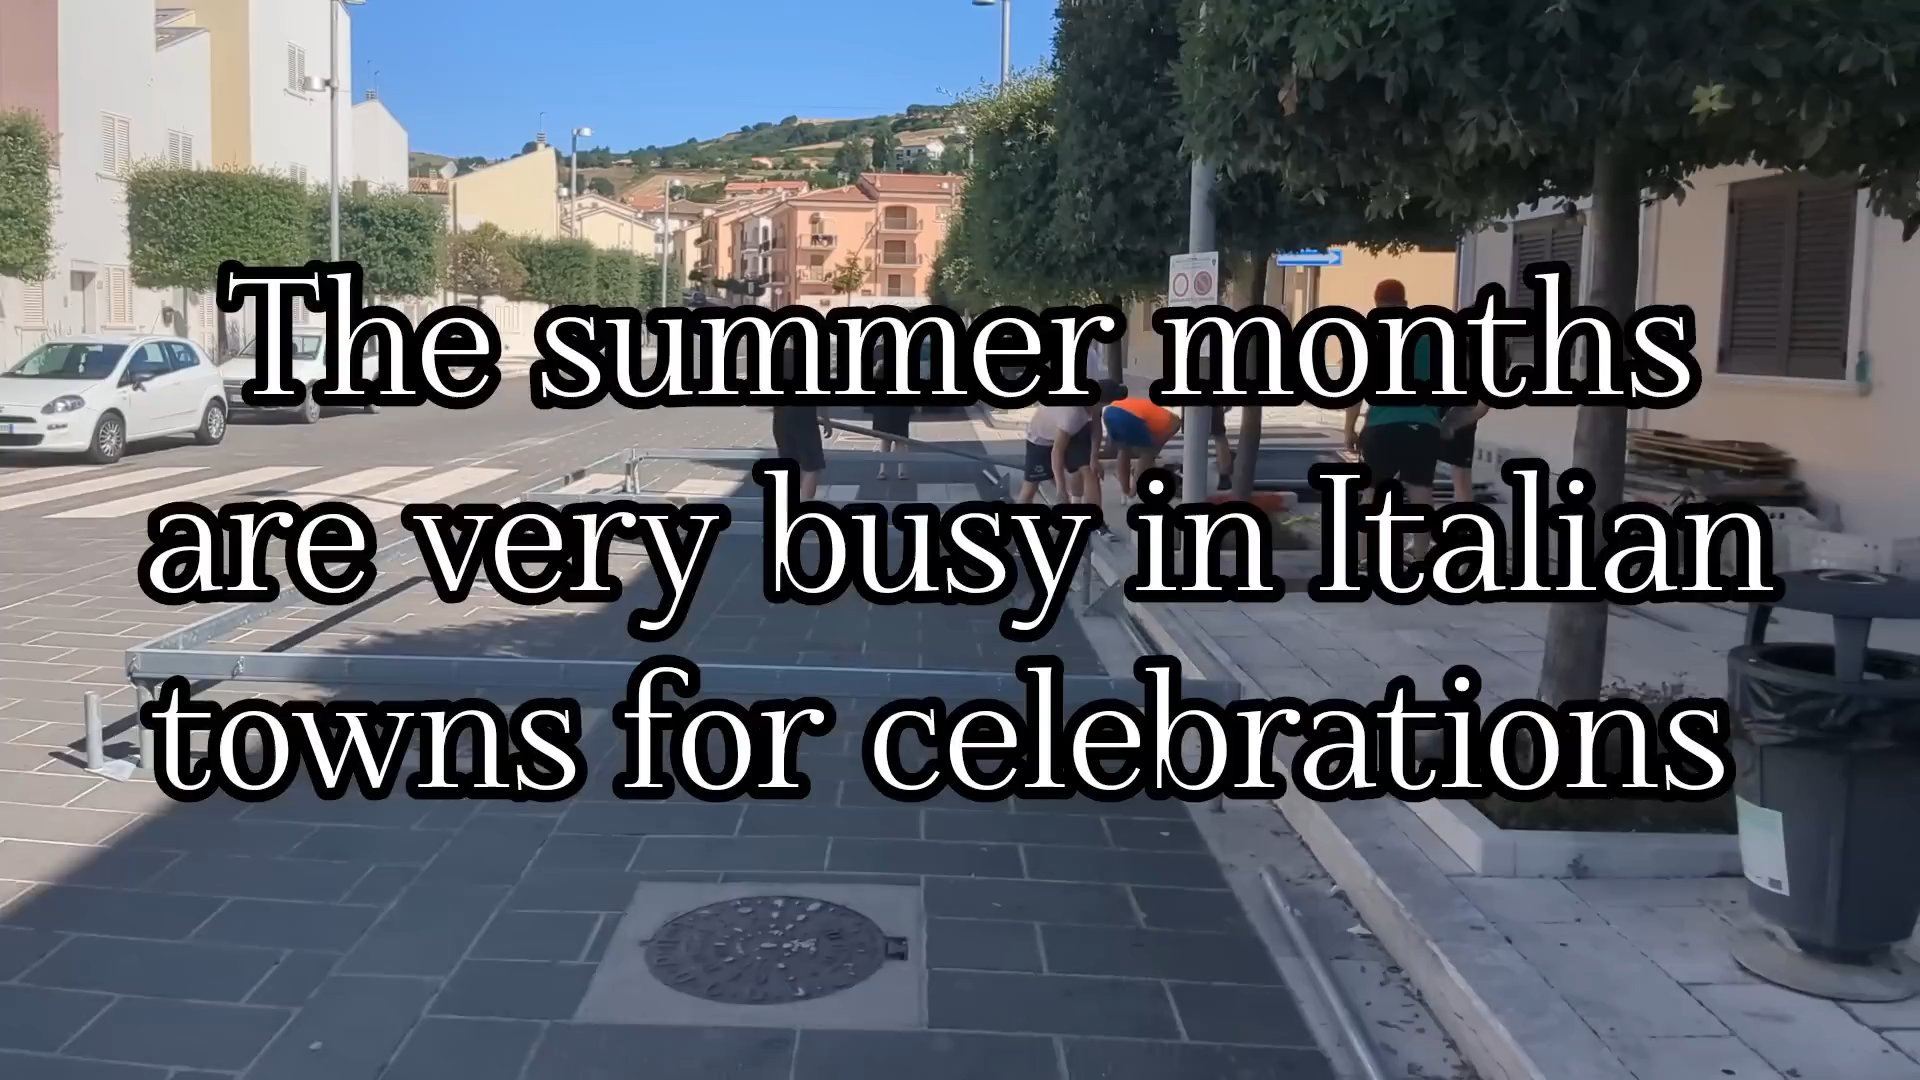 The summer months
are very busy in Italian
towns for celebrations